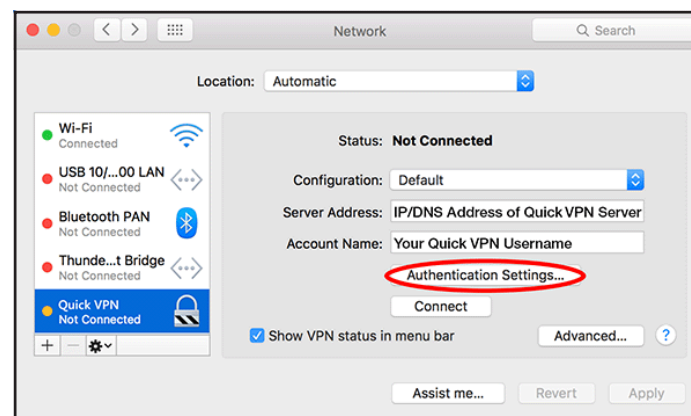 Network
Search
Location: Automatic
Wi-Fi
Connected
USB 10/...00 LAN
Not Connected
Bluetooth PAN
Not Connected
Thunde...t Bridge
Not Connected
Quick VPN
Not Connected
Status: Not Connected
Configuration: Default
Server Address: IP/DNS Address of Quick VPN Server
Account Name: Your Quick VPN Username
Authentication Settings...
Connect
Show VPN status in menu bar
Advanced...
?
Assist me...
Revert
Apply